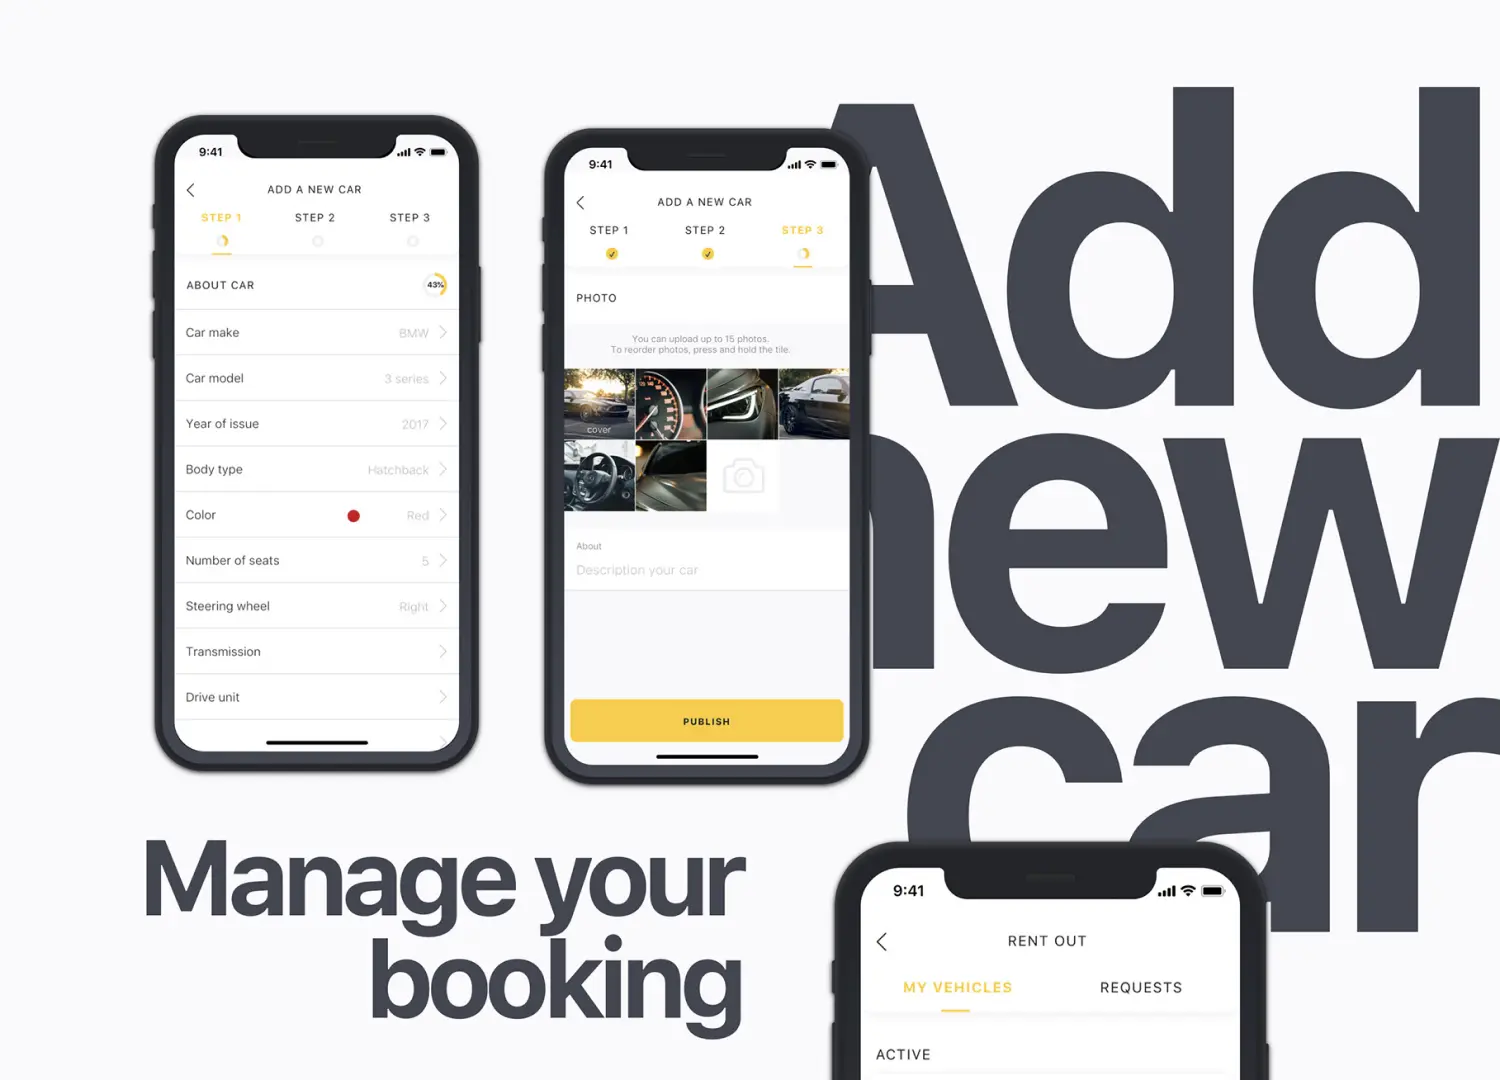 9:41
ADD A NEW CAR
STEP 1 STEP 2 STEP 3
ABOUT CAR 43%
Car make BMW
Car model 3 series
Year of issue 2017
Body type Hatchback
Color Red
Number of seats 5
Steering wheel Right
Transmission
Drive unit
9:41
ADD A NEW CAR
STEP 1 STEP 2 STEP 3
PHOTO
You can upload up to 15 photos.
To reorder photos, press and hold the tile.
cover
About
Description your car
PUBLISH
Add
new
car
Manage your
booking
9:41
RENT OUT
MY VEHICLES REQUESTS
ACTIVE